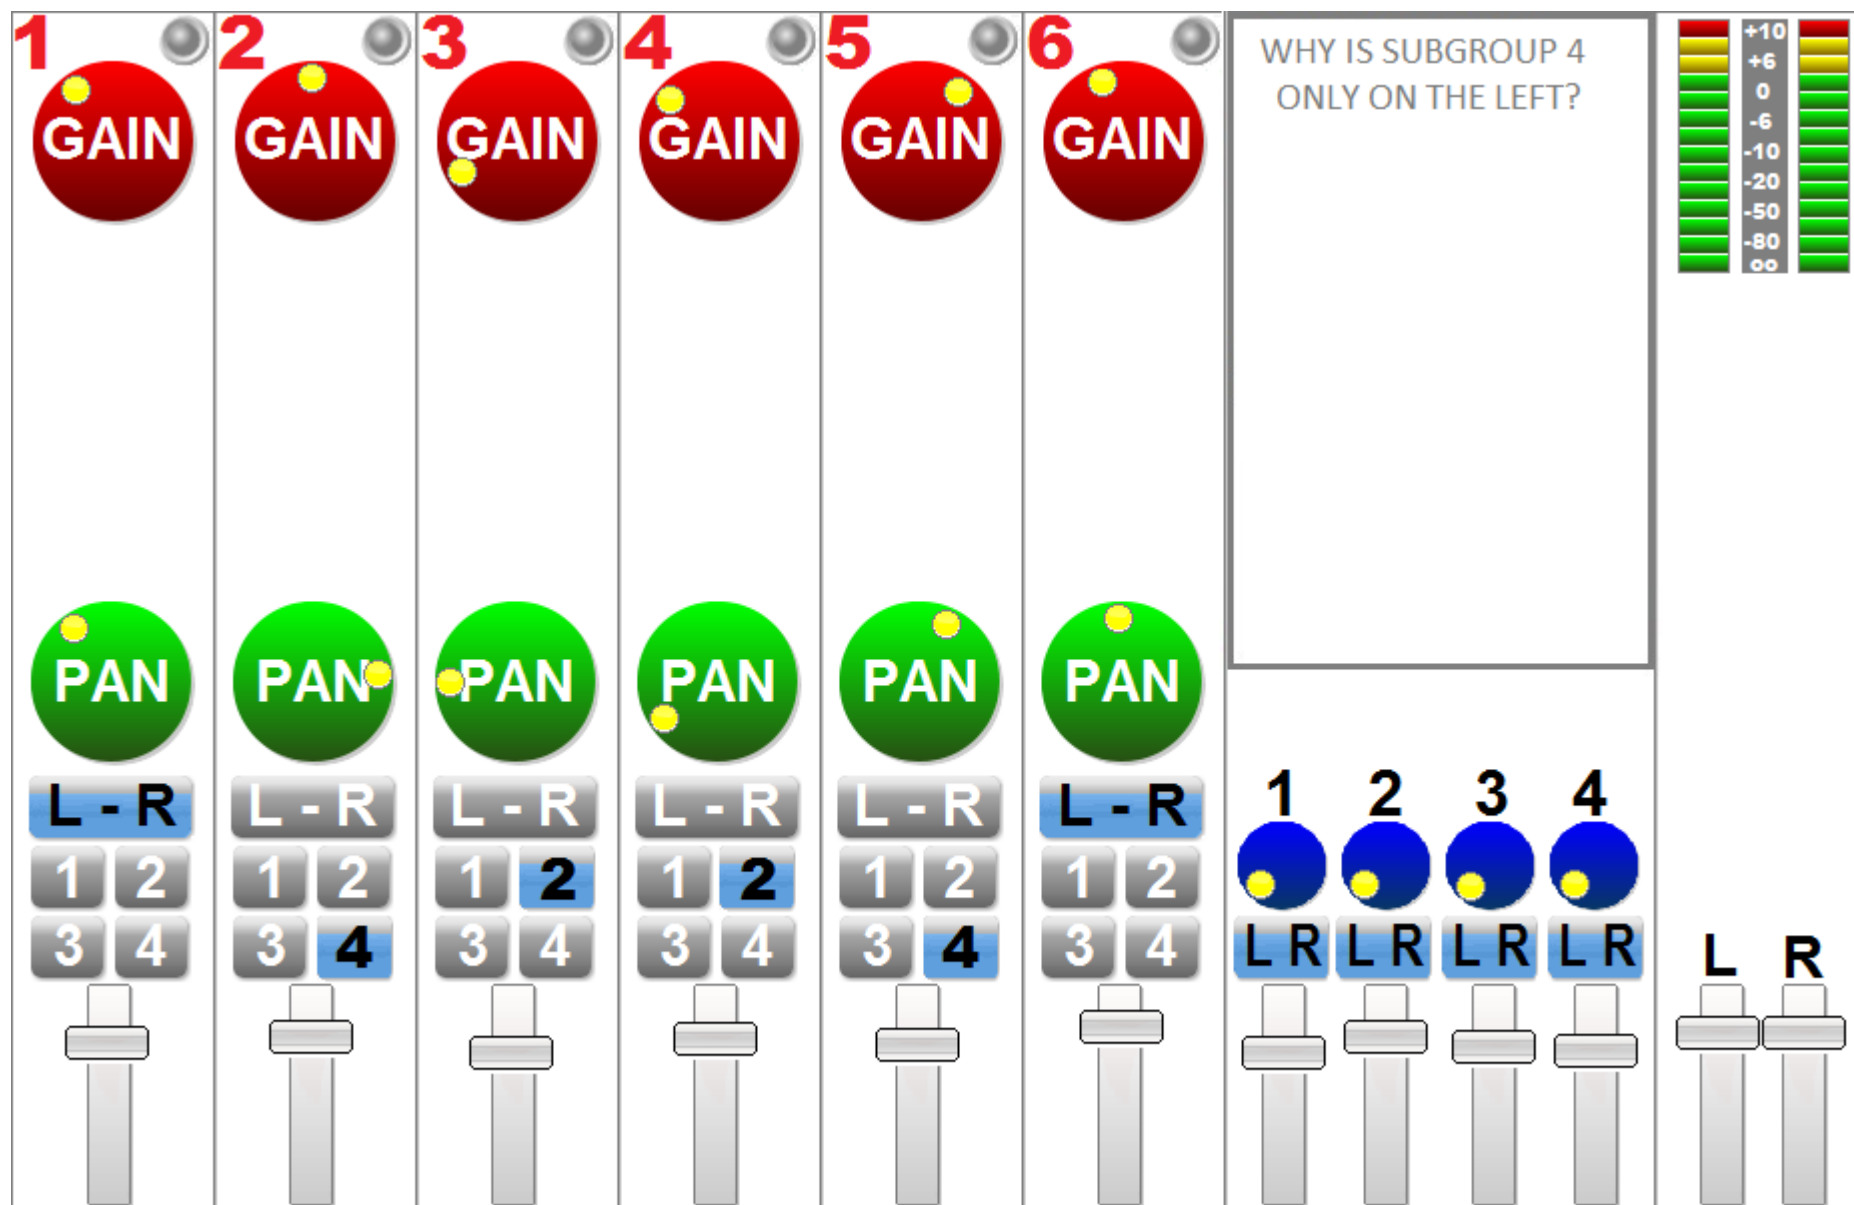 1 2 3 4 5 6
GAIN GAIN GAIN GAIN GAIN GAIN
WHY IS SUBGROUP 4
ONLY ON THE LEFT?
+10
+6
0
-6
-10
-20
-50
-80
oo
PAN PAN PAN PAN PAN PAN
L - R L - R L - R L - R L - R L - R
1 2 1 2 1 2 1 2 1 2 1 2
3 4 3 4 3 4 3 4 3 4 3 4
1 2 3 4
L R L R L R L R
L R